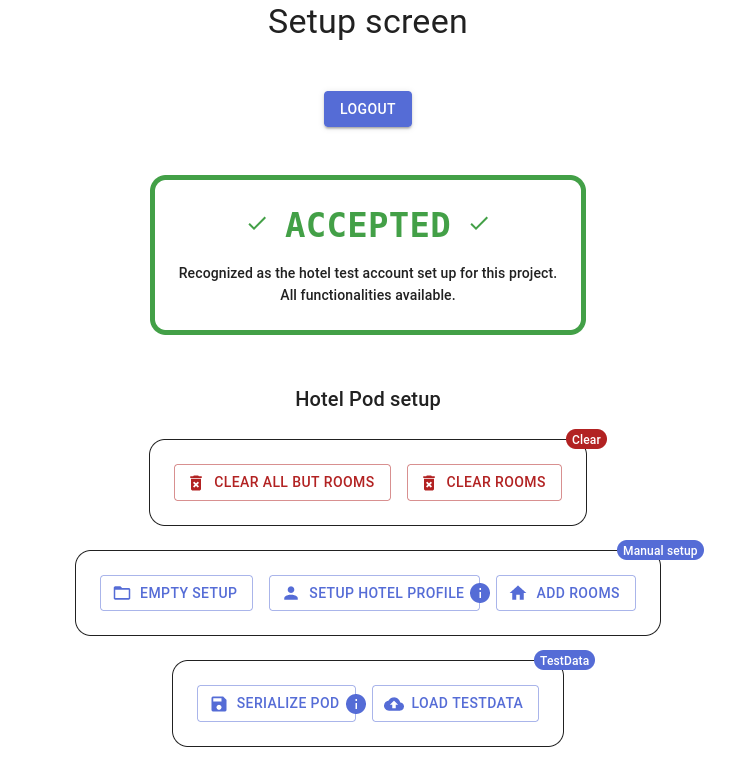 Setup screen
LOGOUT
ACCEPTED
Recognized as the hotel test account set up for this project.
All functionalities available.
Hotel Pod setup
Clear
CLEAR ALL BUT ROOMS CLEAR ROOMS
Manual setup
EMPTY SETUP SETUP HOTEL PROFILE i ADD ROOMS
TestData
SERIALIZE POD i LOAD TESTDATA